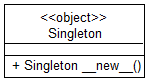 <<object>>
Singleton
+ Singleton __new__()